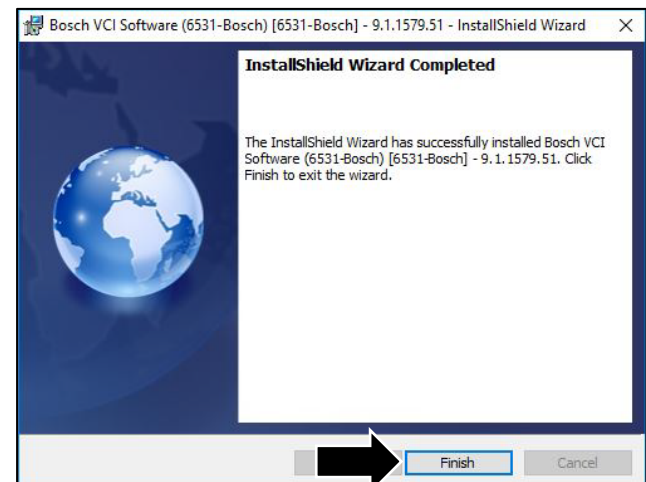 Bosch VCI Software (6531-Bosch) [6531-Bosch] - 9.1.1579.51 - InstallShield Wizard
InstallShield Wizard Completed
The InstallShield Wizard has successfully installed Bosch VCI
Software (6531-Bosch) [6531-Bosch] - 9.1.1579.51. Click
Finish to exit the wizard.
Finish
Cancel